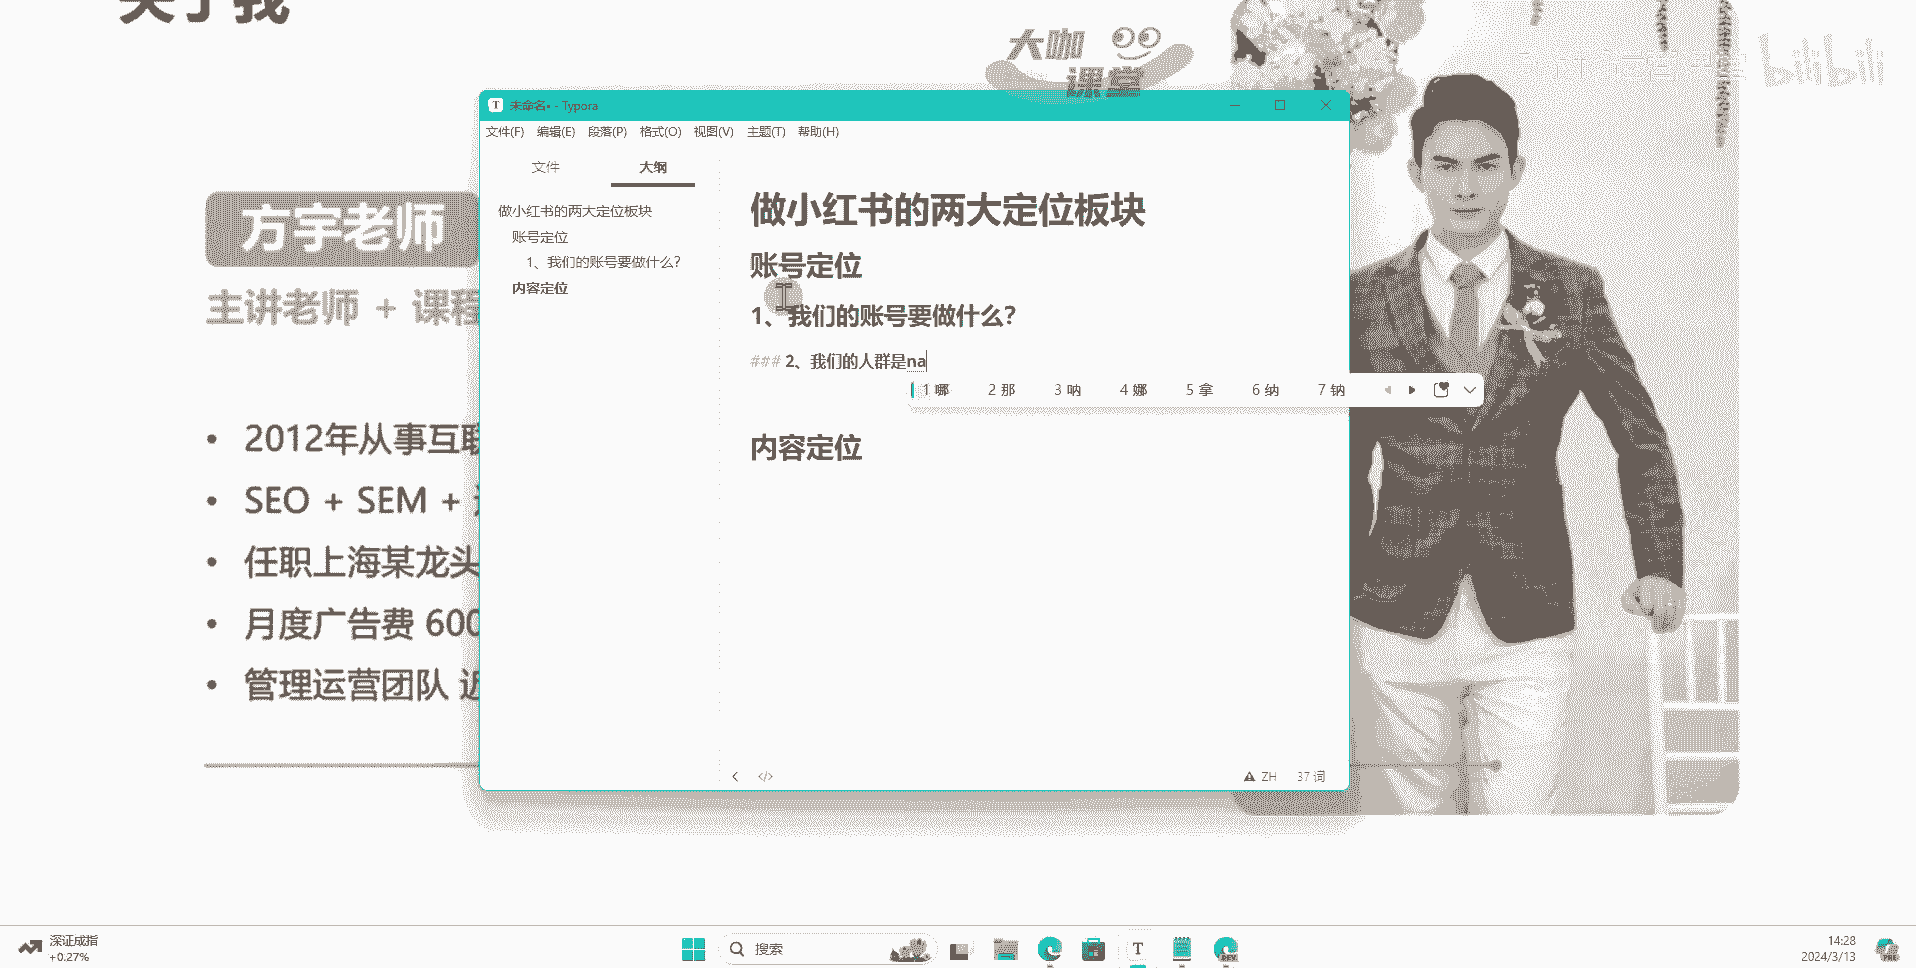 关于我
大咖
课堂
bilibili
未命名• - Typora
文件(F) 编辑(E) 段落(P) 格式(O) 视图(V) 主题(T) 帮助(H)
文件 大纲
做小红书的两大定位板块
账号定位
1、我们的账号要做什么?
内容定位
做小红书的两大定位板块
账号定位
1、我们的账号要做什么?
### 2、我们的人群是na
1 哪 2 那 3 呐 4 娜 5 拿 6 纳 7 钠
内容定位
ZH 37 词
方宇老师
主讲老师 + 课程
2012年从事互联
SEO + SEM +
任职上海某龙头
月度广告费 600
管理运营团队 近
深证成指
+0.27%
搜索
14:28
2024/3/13